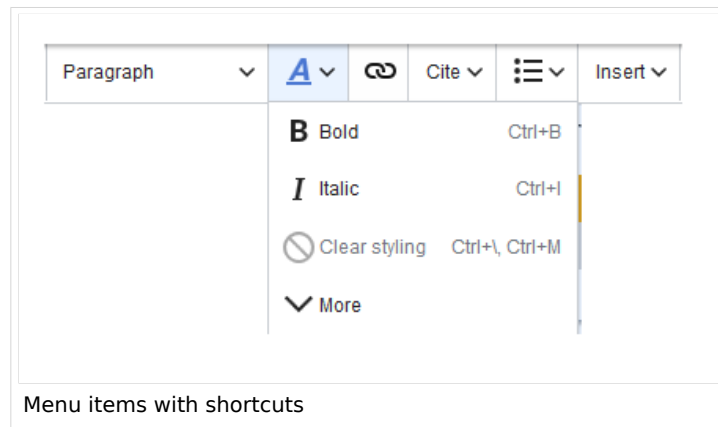 Paragraph A Cite Insert
B Bold Ctrl+B
I Italic Ctrl+I
Clear styling Ctrl+\, Ctrl+M
More
Menu items with shortcuts